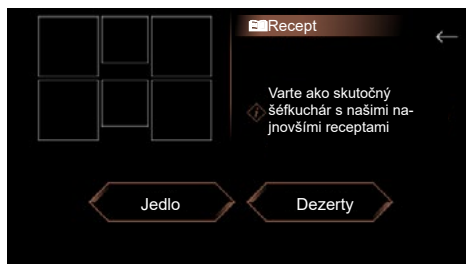 Recept
Varte ako skutočný
šéfkuchár s našimi na-
jnovšími receptami
Jedlo
Dezerty